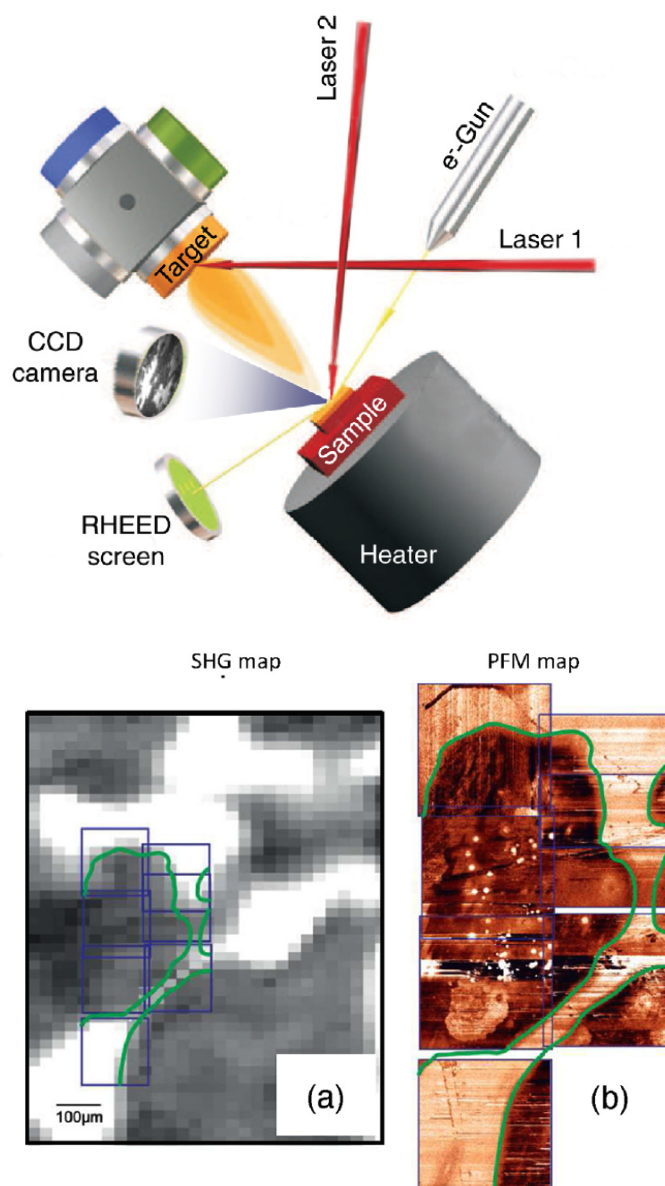 Laser 2
e⁻-Gun
Laser 1
Target
CCD
camera
Sample
RHEED
screen
Heater
SHG map
PFM map
(a)
(b)
100μm